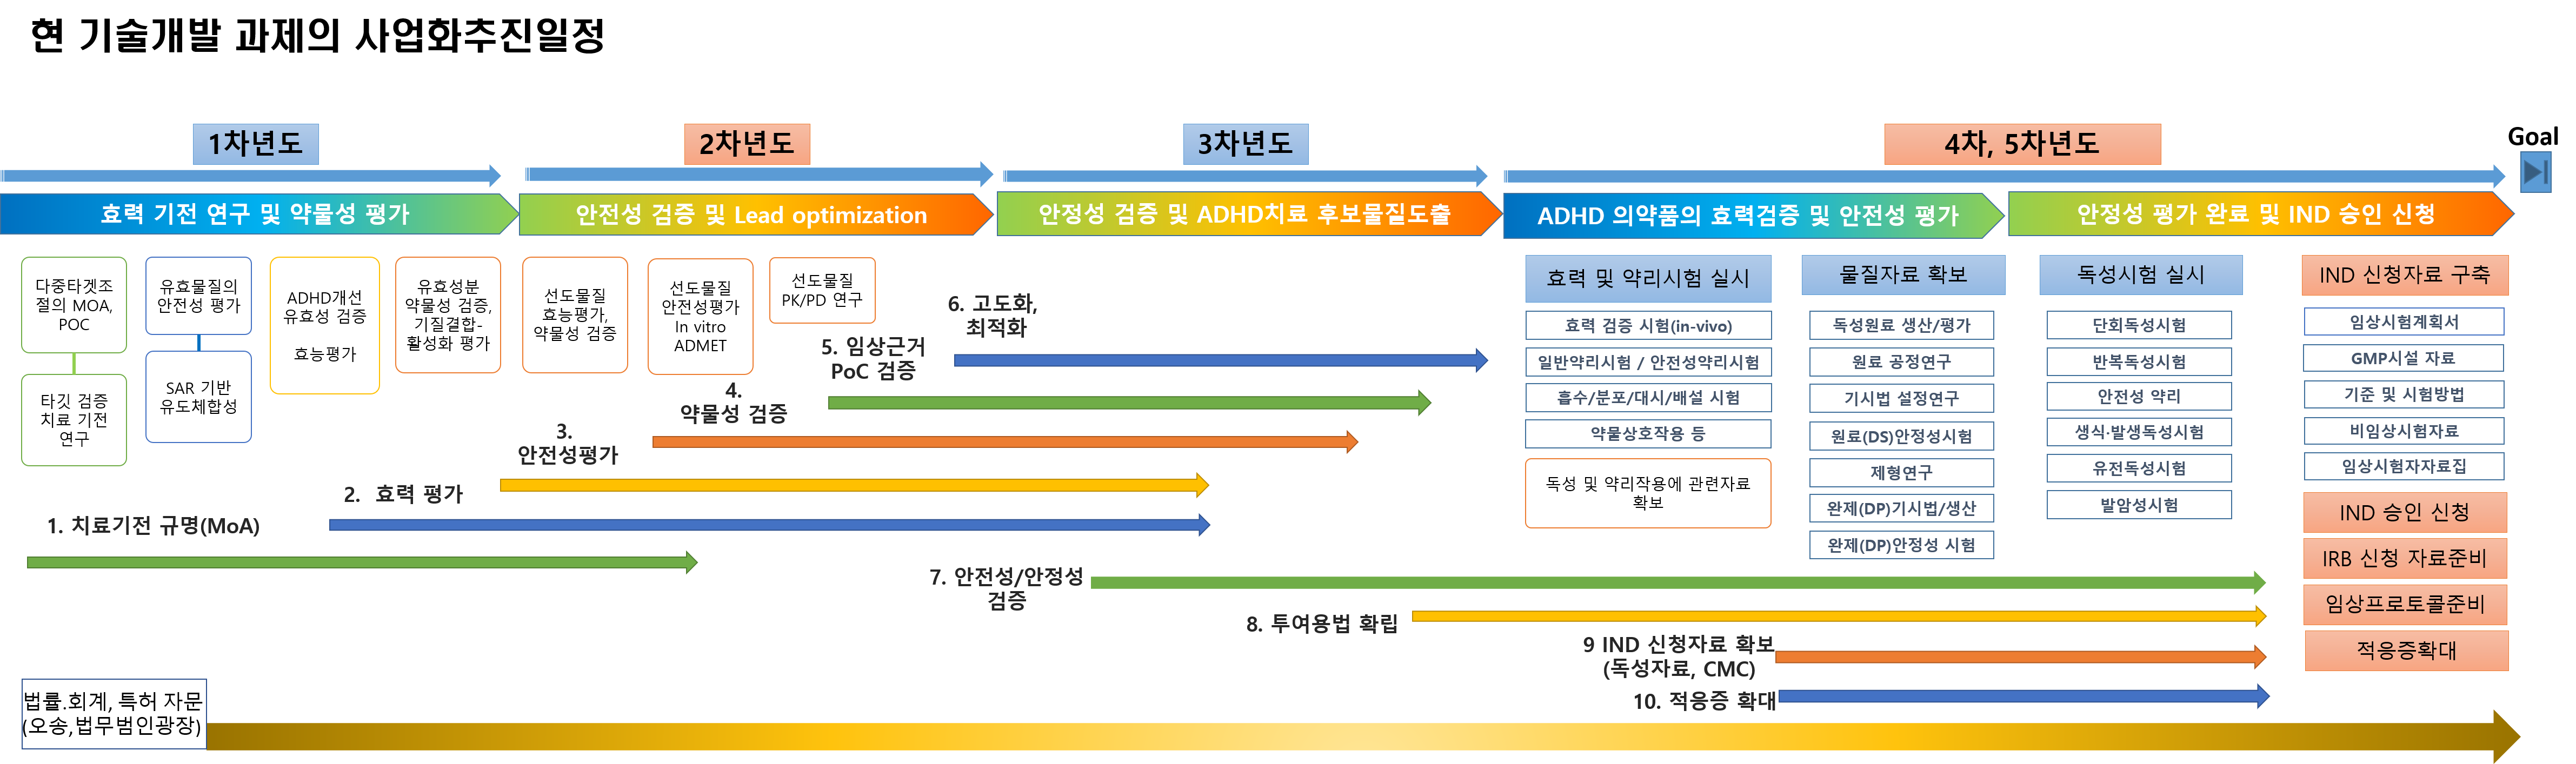 현 기술개발 과제의 사업화추진일정
1차년도
2차년도
3차년도
4차, 5차년도
Goal
효력 기전 연구 및 약물성 평가
안전성 검증 및 Lead optimization
안정성 검증 및 ADHD치료 후보물질도출
ADHD 의약품의 효력검증 및 안전성 평가
안정성 평가 완료 및 IND 승인 신청
다중타겟조
절의 MOA,
POC
타깃 검증
치료 기전
연구
유효물질의
안전성 평가
SAR 기반
유도체합성
ADHD개선
유효성 검증
효능평가
유효성분
약물성 검증,
기질결합-
활성화 평가
선도물질
효능평가,
약물성 검증
선도물질
안전성평가
In vitro
ADMET
선도물질
PK/PD 연구
6. 고도화,
최적화
5. 임상근거
PoC 검증
4.
약물성 검증
3.
안전성평가
2. 효력 평가
1. 치료기전 규명(MoA)
7. 안전성/안정성
검증
8. 투여용법 확립
9 IND 신청자료 확보
(독성자료, CMC)
10. 적응증 확대
효력 및 약리시험 실시
효력 검증 시험(in-vivo)
일반약리시험 / 안전성약리시험
흡수/분포/대시/배설 시험
약물상호작용 등
독성 및 약리작용에 관련자료
확보
물질자료 확보
독성원료 생산/평가
원료 공정연구
기시법 설정연구
원료(DS)안정성시험
제형연구
완제(DP)기시법/생산
완제(DP)안정성 시험
독성시험 실시
단회독성시험
반복독성시험
안전성 약리
생식·발생독성시험
유전독성시험
발암성시험
IND 신청자료 구축
임상시험계획서
GMP시설 자료
기준 및 시험방법
비임상시험자료
임상시험자자료집
IND 승인 신청
IRB 신청 자료준비
임상프로토콜준비
적응증확대
법률.회계, 특허 자문
(오송,법무범인광장)